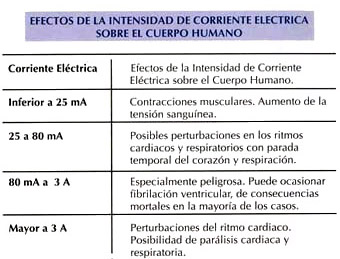 EFECTOS DE LA INTENSIDAD DE CORRIENTE ELECTRICA
SOBRE EL CUERPO HUMANO
Corriente Eléctrica
Efectos de la Intensidad de Corriente
Eléctrica sobre el Cuerpo Humano.
Inferior a 25 mA
Contracciones musculares. Aumento de la
tensión sanguínea.
25 a 80 mA
Posibles perturbaciones en los ritmos
cardiacos y respiratorios con parada
temporal del corazón y respiración.
80 mA a 3 A
Especialmente peligrosa. Puede ocasionar
fibrilación ventricular, de consecuencias
mortales en la mayoría de los casos.
Mayor a 3 A
Perturbaciones del ritmo cardiaco.
Posibilidad de parálisis cardiaca y
respiratoria.